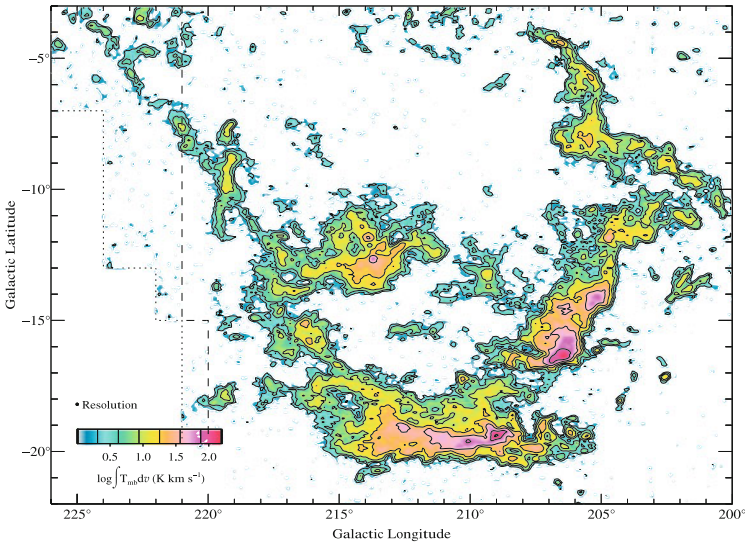 −5°
−10°
−15°
−20°
Galactic Latitude
• Resolution
0.5 1.0 1.5 2.0
log ∫ T_mb dv (K km s⁻¹)
225° 220° 215° 210° 205° 200°
Galactic Longitude